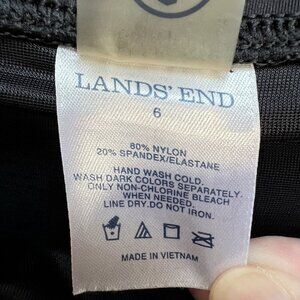 LANDS' END
6
80% NYLON
20% SPANDEX/ELASTANE
HAND WASH COLD.
WASH DARK COLORS SEPARATELY.
ONLY NON-CHLORINE BLEACH
WHEN NEEDED.
LINE DRY.DO NOT IRON.
MADE IN VIETNAM